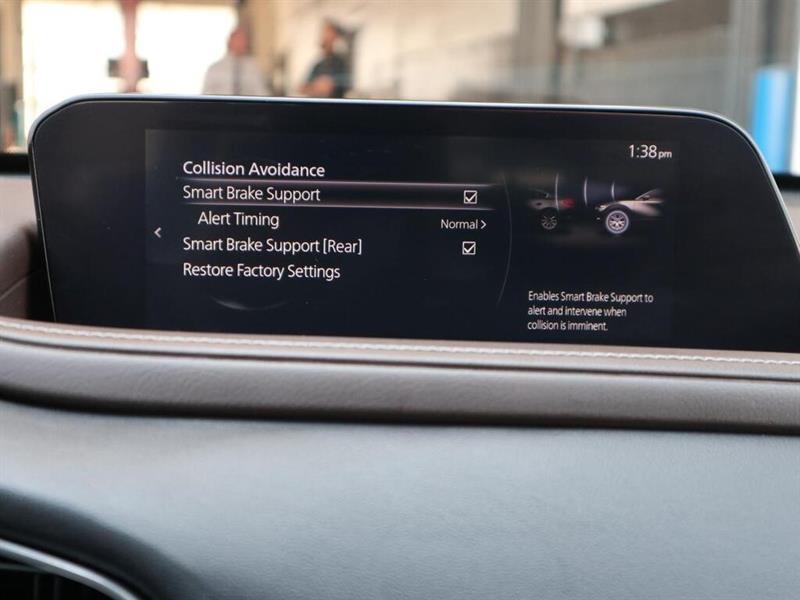 1:38pm
Collision Avoidance
Smart Brake Support
Alert Timing Normal
Smart Brake Support [Rear]
Restore Factory Settings
Enables Smart Brake Support to
alert and intervene when
collision is imminent.